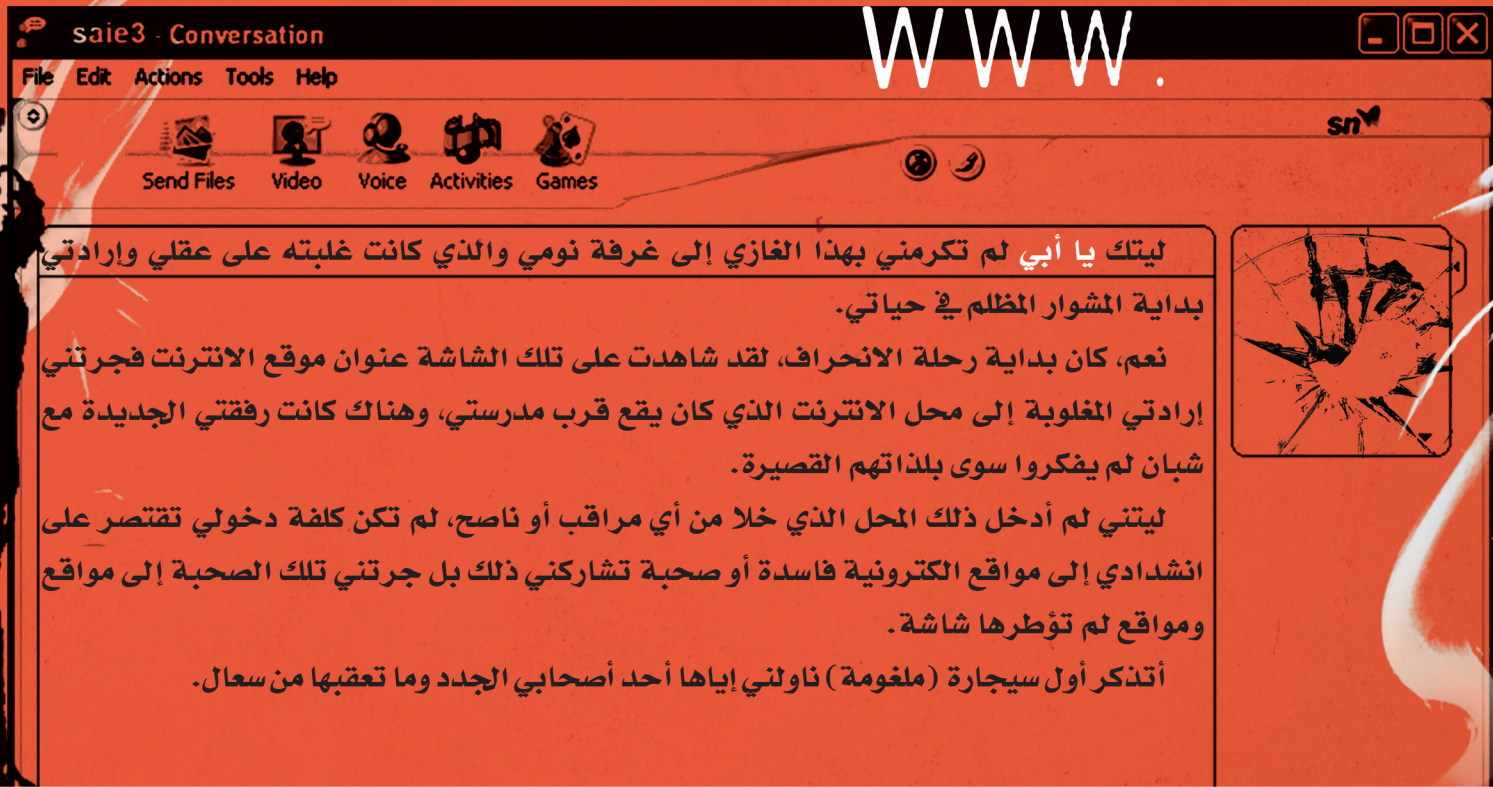 saie3 - Conversation
WWW.
File Edit Actions Tools Help
sn
Send Files Video Voice Activities Games
ليتك يا أبي لم تكرمني بهذا الغازي إلى غرفة نومي والذي كانت غلبته على عقلي وإرادتي
بداية المشوار المظلم في حياتي.
نعم، كان بداية رحلة الانحراف، لقد شاهدت على تلك الشاشة عنوان موقع الانترنت فجرتني
إرادتي المغلوبة إلى محل الانترنت الذي كان يقع قرب مدرستي، وهناك كانت رفقتي الجديدة مع
شبان لم يفكروا سوى بلذاتهم القصيرة.
ليتني لم أدخل ذلك المحل الذي خلا من أي مراقب أو ناصح، لم تكن كلفة دخولي تقتصر على
انشدادي إلى مواقع الكترونية فاسدة أو صحبة تشاركني ذلك بل جرتني تلك الصحبة إلى مواقع
ومواقع لم تؤطرها شاشة.
أتذكر أول سيجارة (ملغومة) ناولني إياها أحد أصحابي الجدد وما تعقبها من سعال.